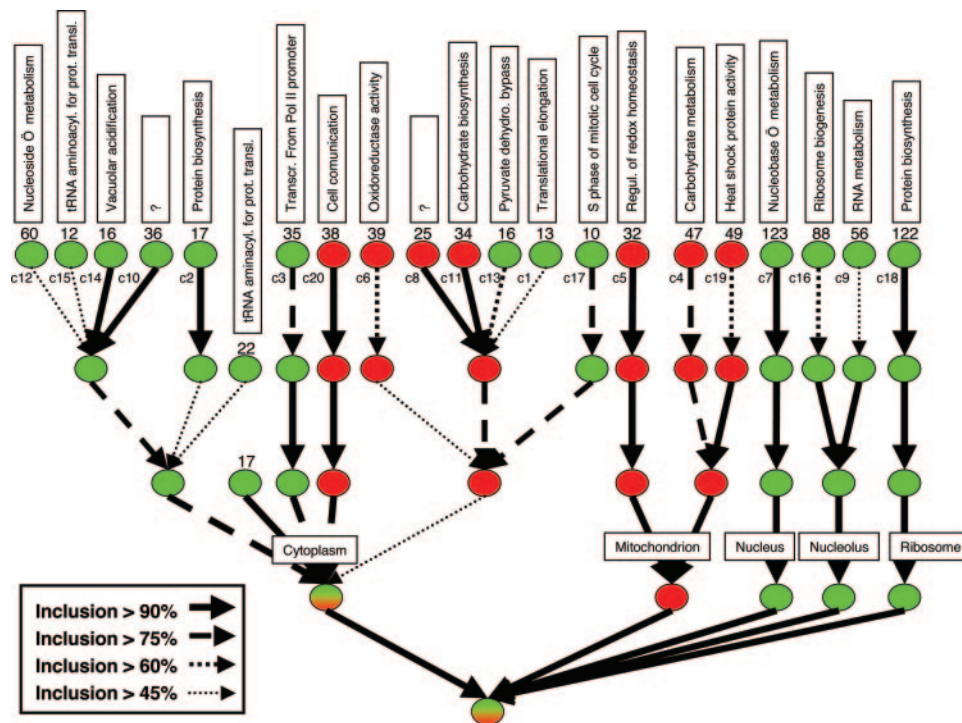 Nucleoside Ō metabolism
tRNA aminoacyl. for prot. transl.
Vacuolar acidification
?
Protein biosynthesis
tRNA aminacyl. for prot. transl.
Transcr. From Pol II promoter
Cell comunication
Oxidoreductase activity
?
Carbohydrate biosynthesis
Pyruvate dehydro. bypass
Translational elongation
S phase of mitotic cell cycle
Regul. of redox homeostasis
Carbohydrate metabolism
Heat shock protein activity
Nucleobase Ō metabolism
Ribosome biogenesis
RNA metabolism
Protein biosynthesis
60 12 16 36 17 35 38 39 25 34 16 13 10 32 47 49 123 88 56 122
c12 c15 c14 c10 c2 c3 c20 c6 c8 c11 c13 c1 c17 c5 c4 c19 c7 c16 c9 c18
22
17
Cytoplasm
Mitochondrion
Nucleus
Nucleolus
Ribosome
Inclusion > 90%
Inclusion > 75%
Inclusion > 60%
Inclusion > 45%